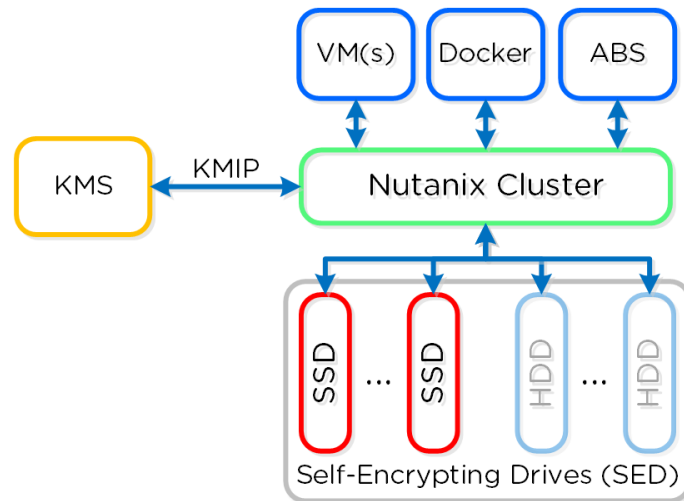 VM(s)
Docker
ABS
KMS
KMIP
Nutanix Cluster
SSD
...
SSD
HDD
...
HDD
Self-Encrypting Drives (SED)